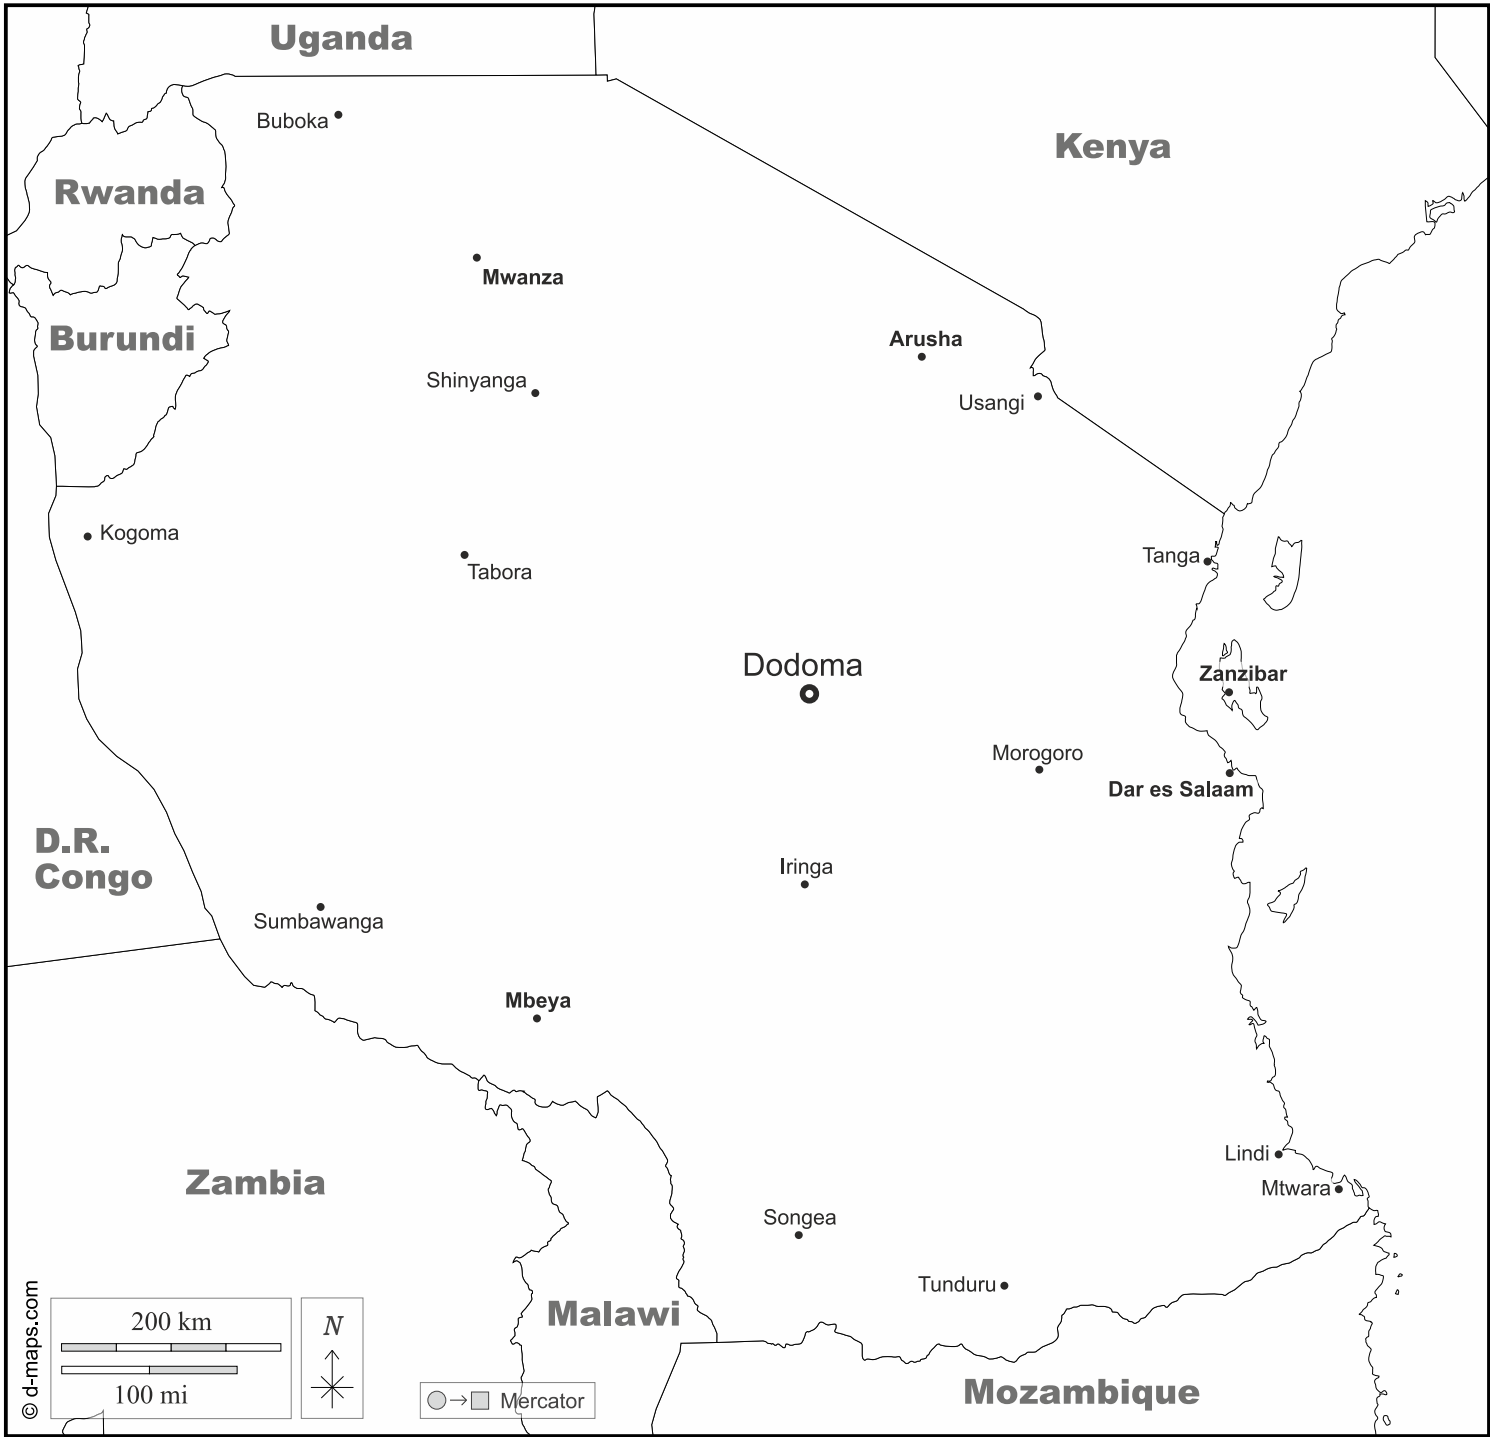 Uganda
Buboka
Kenya
Rwanda
Mwanza
Burundi
Arusha
Shinyanga
Usangi
Kogoma
Tanga
Tabora
Dodoma
Zanzibar
Morogoro
Dar es Salaam
D.R.
Congo
Iringa
Sumbawanga
Mbeya
Lindi
Zambia
Mtwara
Songea
Tunduru
Malawi
200 km
N
100 mi
Mercator
Mozambique
© d-maps.com